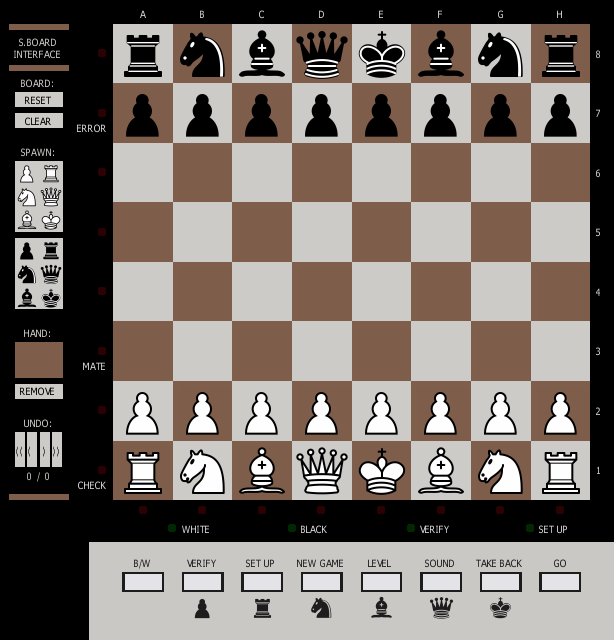 A B C D E F G H
S.BOARD
INTERFACE
8
BOARD:
RESET
CLEAR
7
ERROR
SPAWN:
6
5
4
HAND:
3
MATE
REMOVE
2
UNDO:
⟨⟨ ⟨ ⟩ ⟩⟩
0 / 0
1
CHECK
WHITE BLACK VERIFY SET UP
B/W VERIFY SET UP NEW GAME LEVEL SOUND TAKE BACK GO